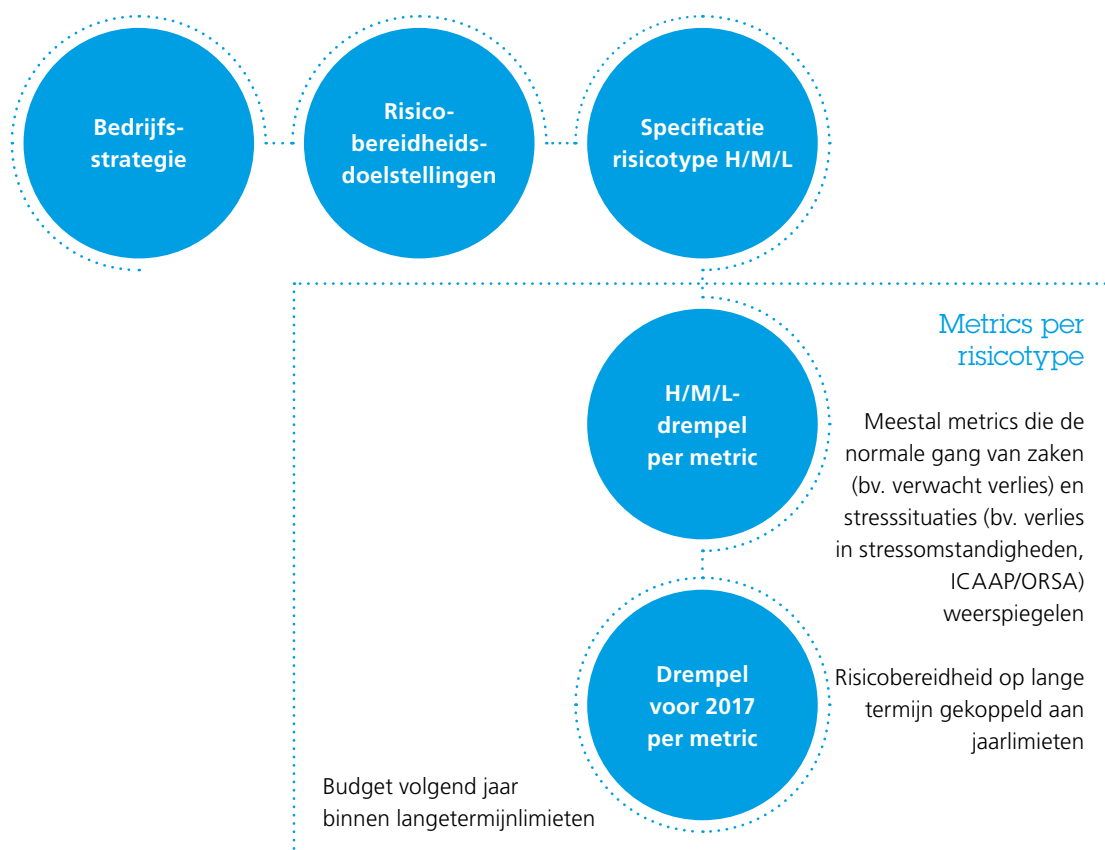 Bedrijfs-
strategie
Risico-
bereidheids-
doelstellingen
Specificatie
risicotype H/M/L
Metrics per
risicotype
H/M/L-
drempel
per metric
Meestal metrics die de
normale gang van zaken
(bv. verwacht verlies) en
stresssituaties (bv. verlies
in stressomstandigheden,
ICAAP/ORSA)
weerspiegelen
Drempel
voor 2017
per metric
Risicobereidheid op lange
termijn gekoppeld aan
jaarlimieten
Budget volgend jaar
binnen langetermijnlimieten